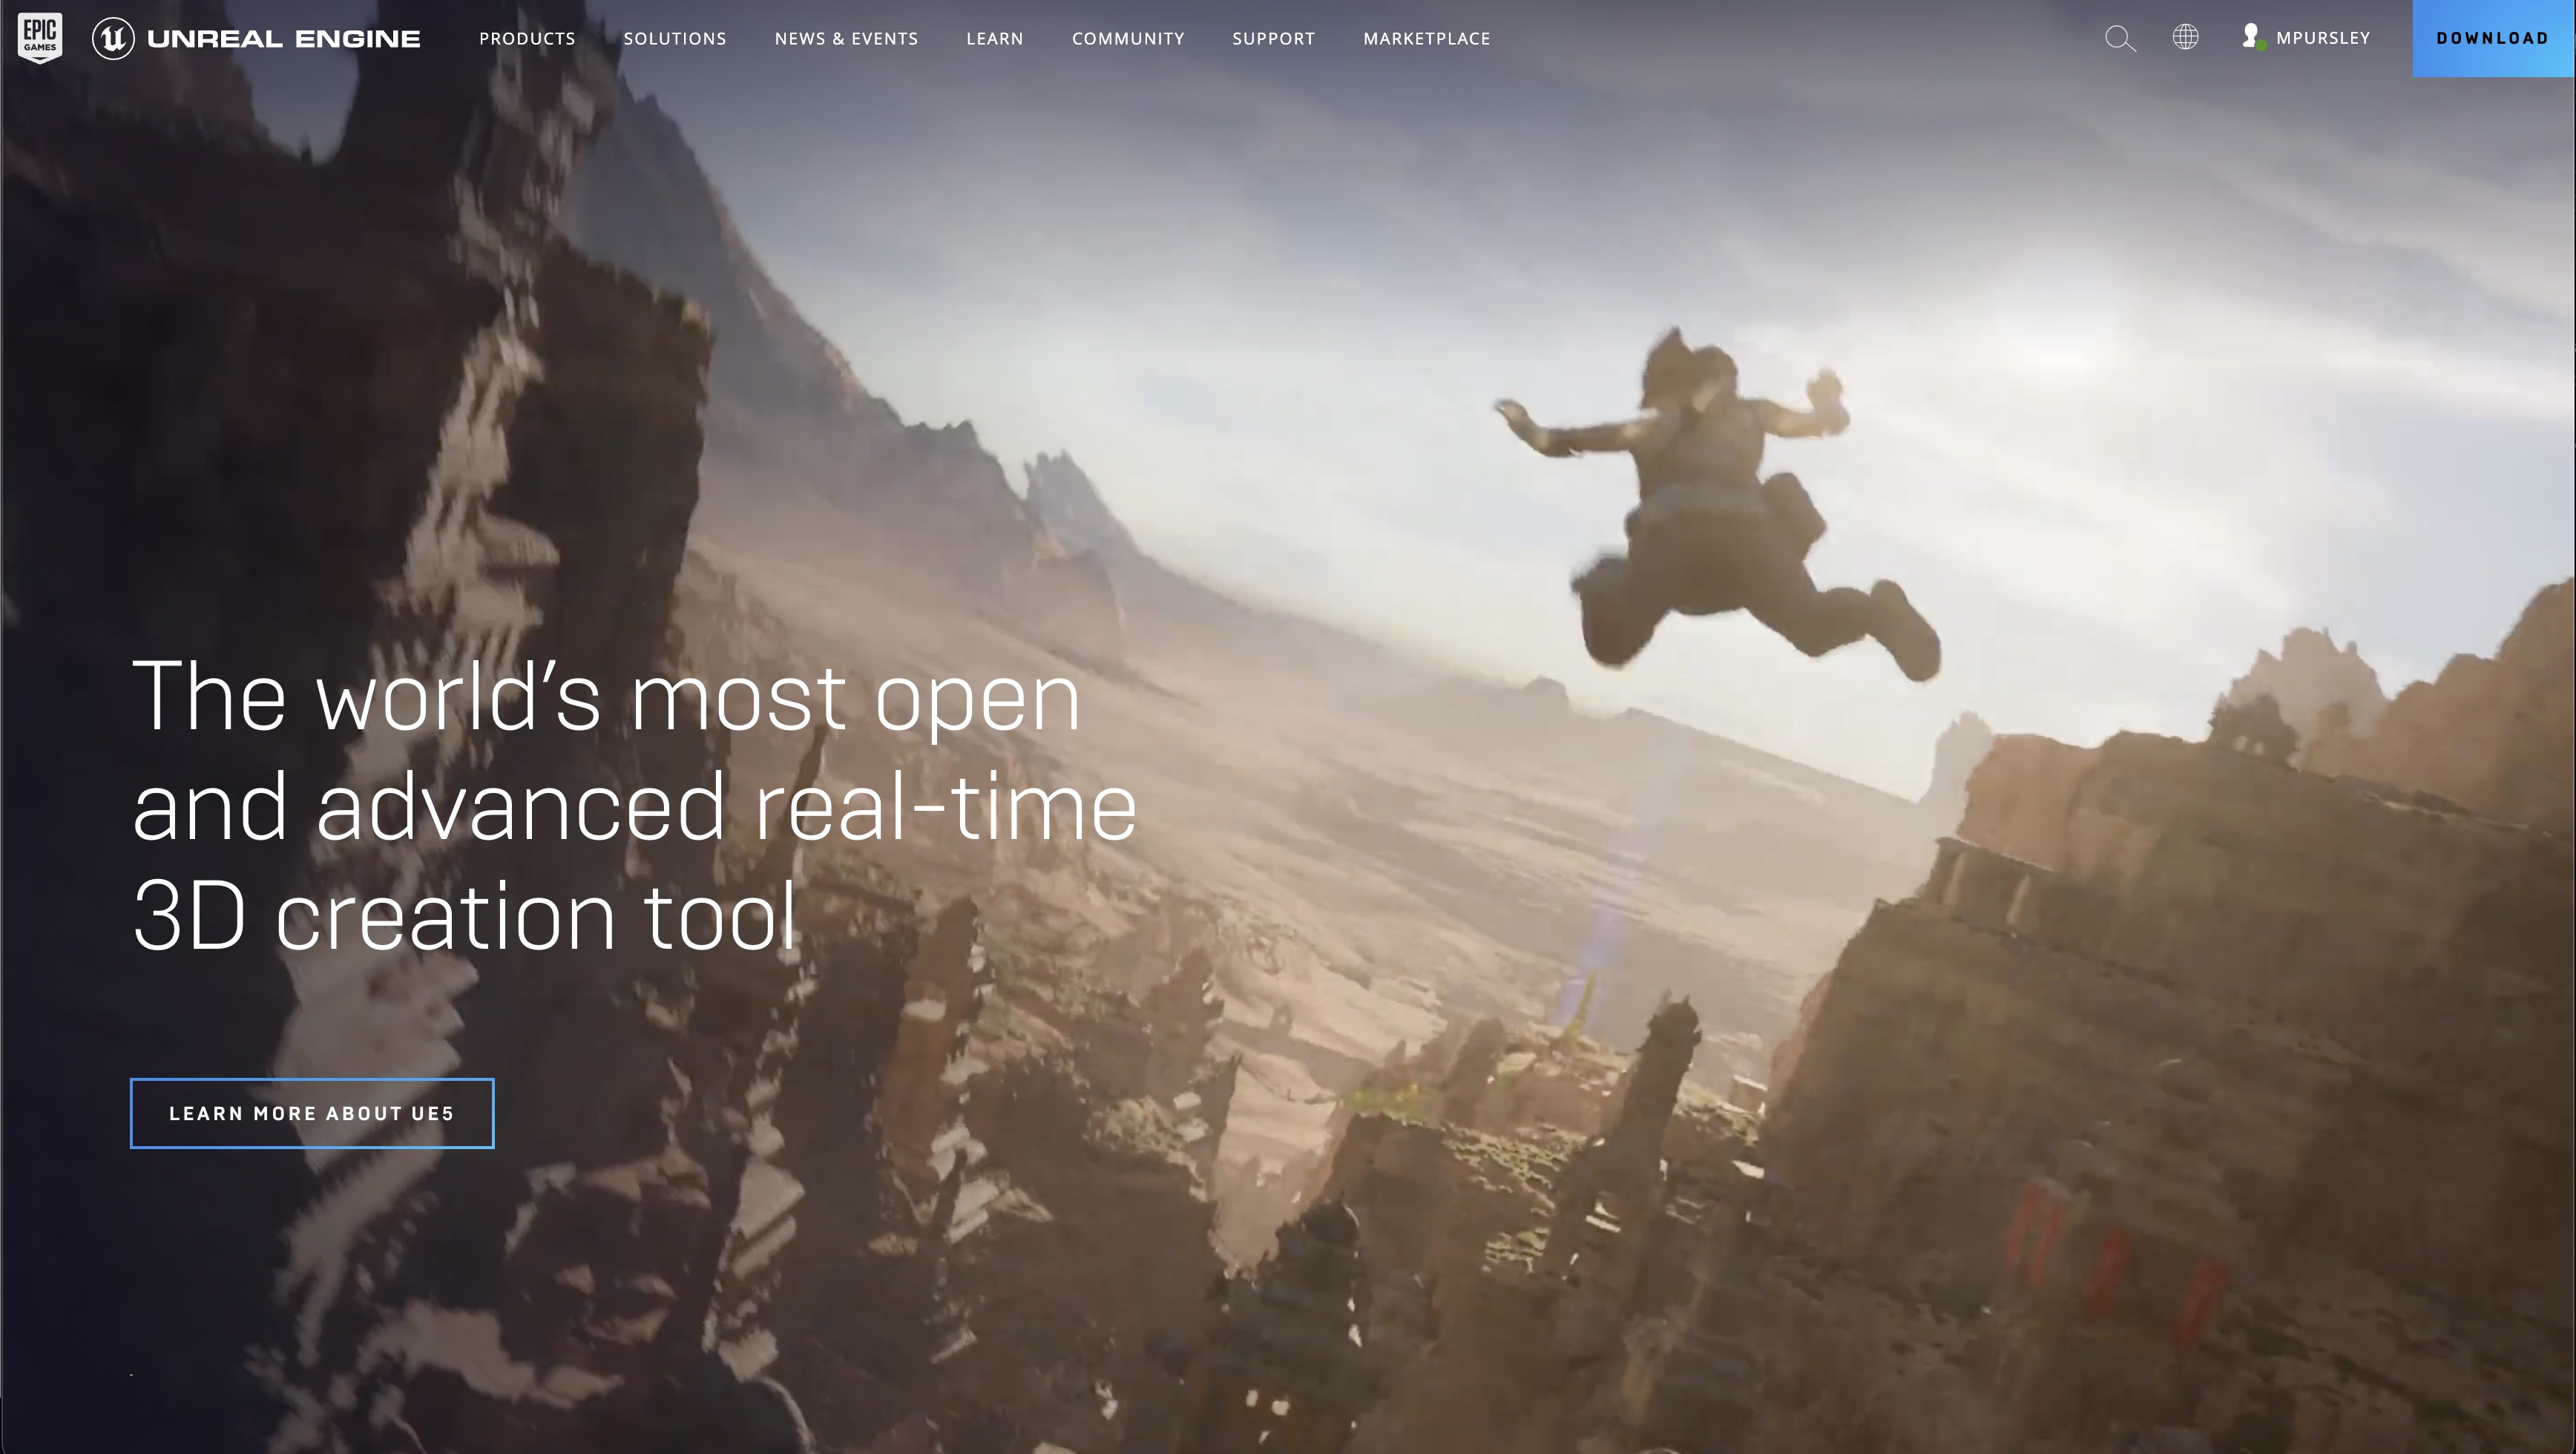 EPIC
GAMES
UNREAL ENGINE
PRODUCTS
SOLUTIONS
NEWS & EVENTS
LEARN
COMMUNITY
SUPPORT
MARKETPLACE
MPURSLEY
DOWNLOAD
The world’s most open
and advanced real-time
3D creation tool
LEARN MORE ABOUT UE5